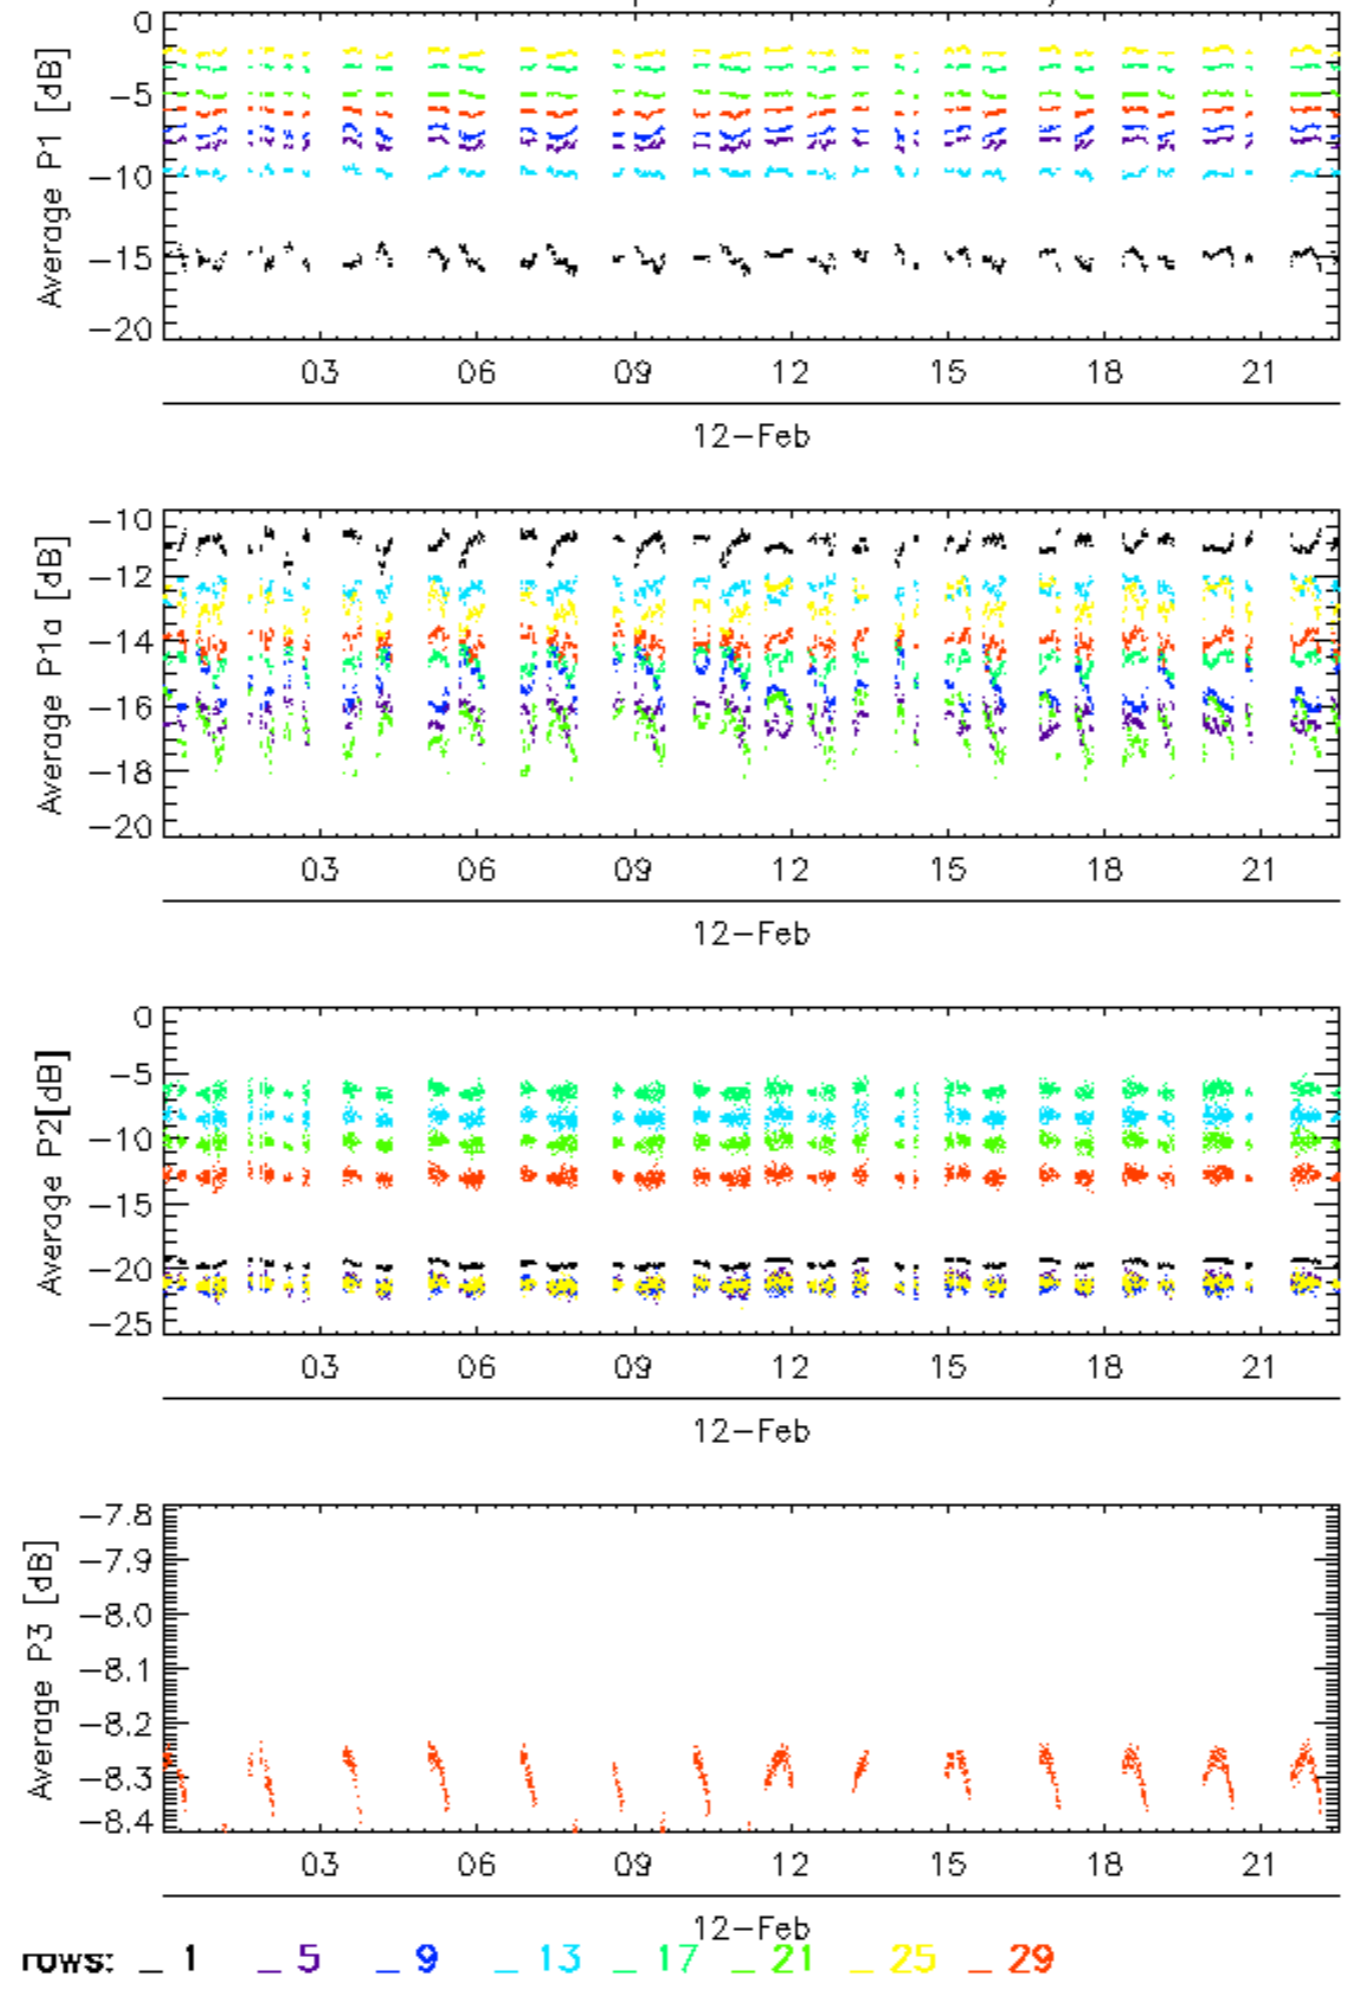 0
−5
−10
−15
−20
Average P1 [dB]
03 06 09 12 15 18 21
12−Feb
−10
−12
−14
−16
−18
−20
Average P1a [dB]
03 06 09 12 15 18 21
12−Feb
0
−5
−10
−15
−20
−25
Average P2[dB]
03 06 09 12 15 18 21
12−Feb
−7.8
−7.9
−8.0
−8.1
−8.2
−8.3
−8.4
Average P3 [dB]
03 06 09 12 15 18 21
12−Feb
rows: _ 1 _ 5 _ 9 _ 13 _ 17 _ 21 _ 25 _ 29